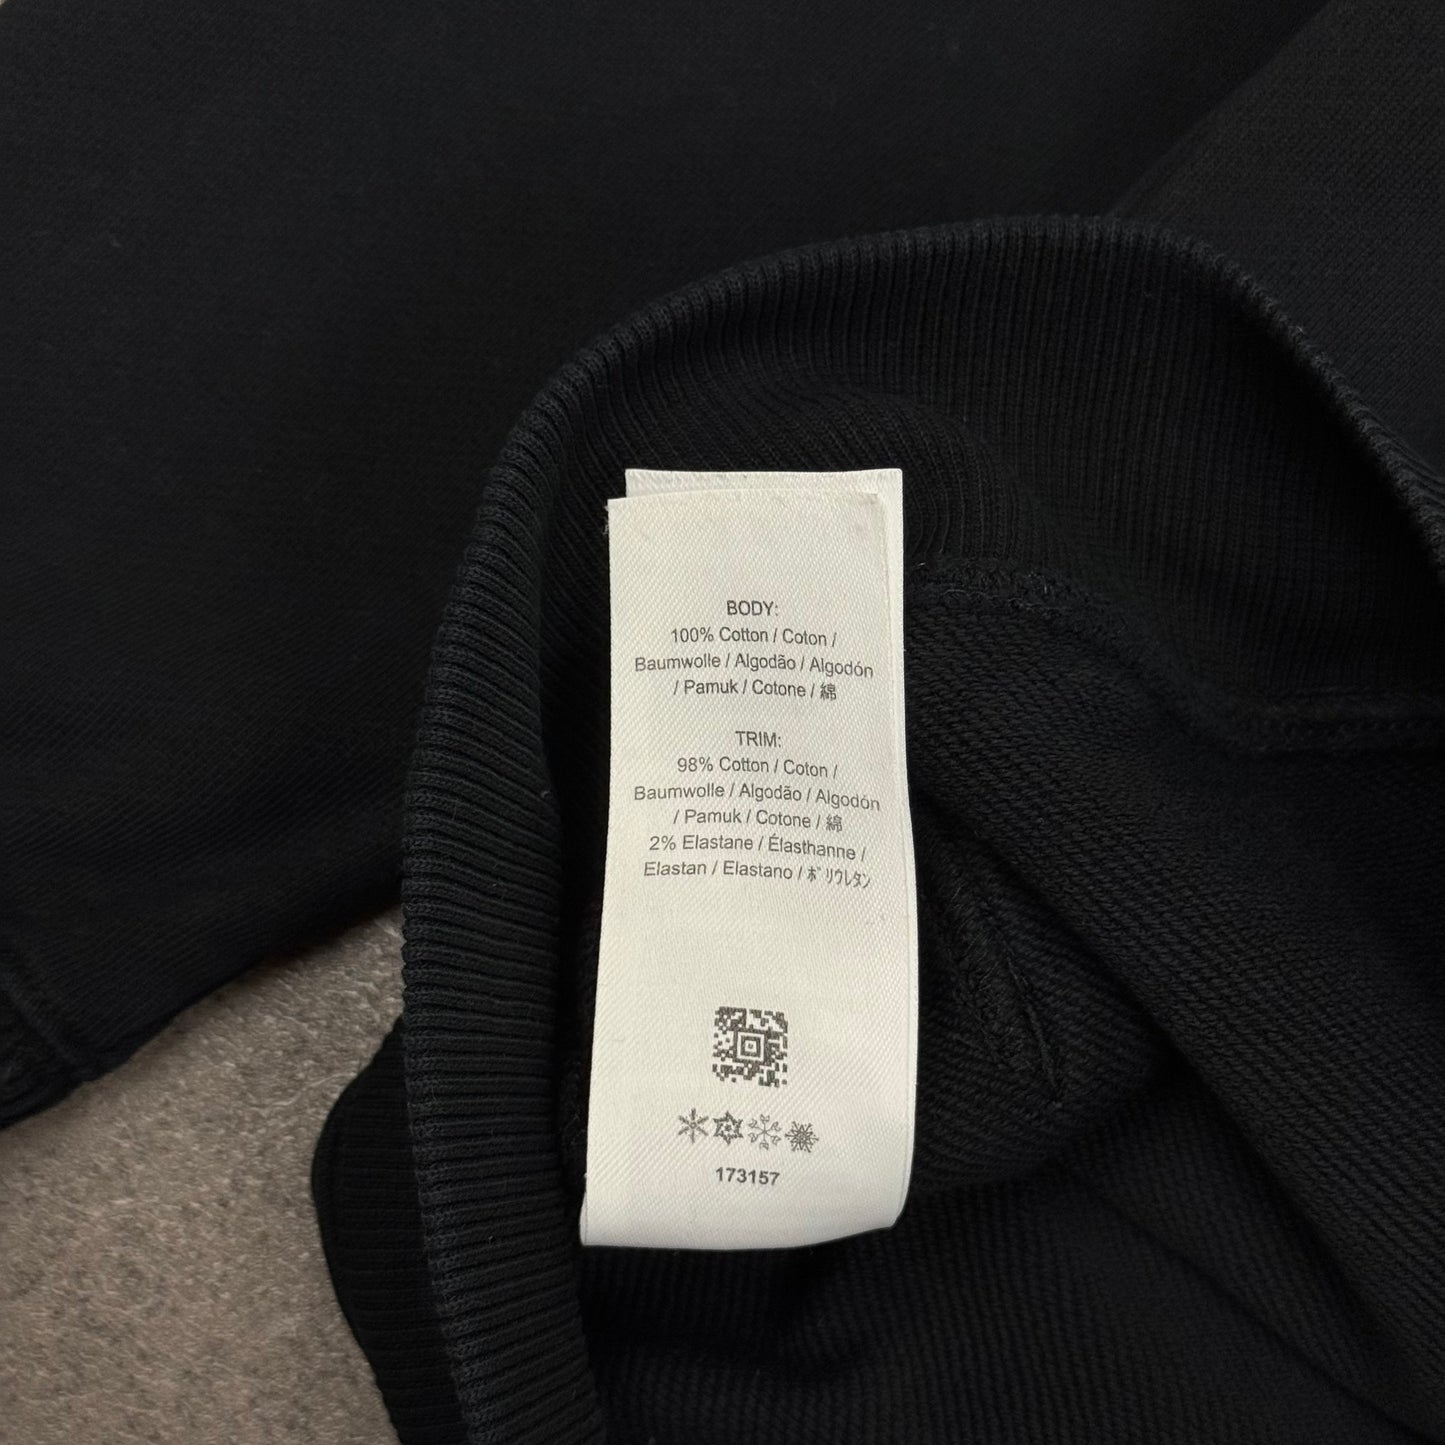 BODY:
100% Cotton / Coton /
Baumwolle / Algodão / Algodón
/ Pamuk / Cotone / 綿
TRIM:
98% Cotton / Coton /
Baumwolle / Algodão / Algodón
/ Pamuk / Cotone / 綿
2% Elastane / Élasthanne /
Elastan / Elastano / ポリウレタン
173157